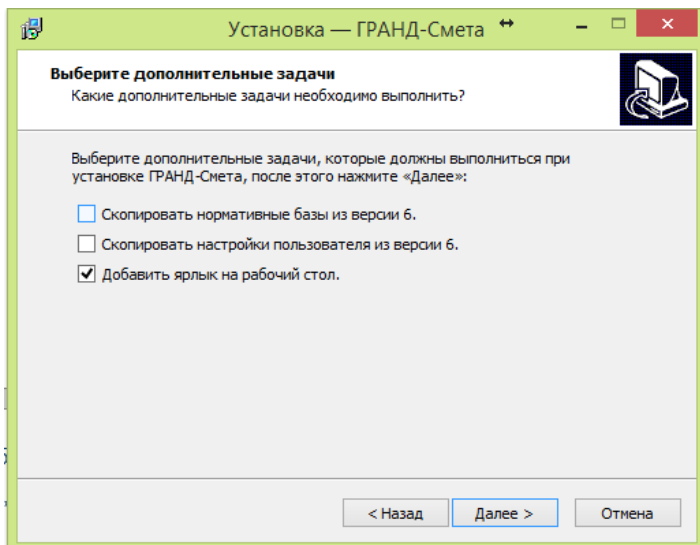 Установка — ГРАНД-Смета
Выберите дополнительные задачи
Какие дополнительные задачи необходимо выполнить?
Выберите дополнительные задачи, которые должны выполниться при
установке ГРАНД-Смета, после этого нажмите «Далее»:
Скопировать нормативные базы из версии 6.
Скопировать настройки пользователя из версии 6.
Добавить ярлык на рабочий стол.
< Назад
Далее >
Отмена